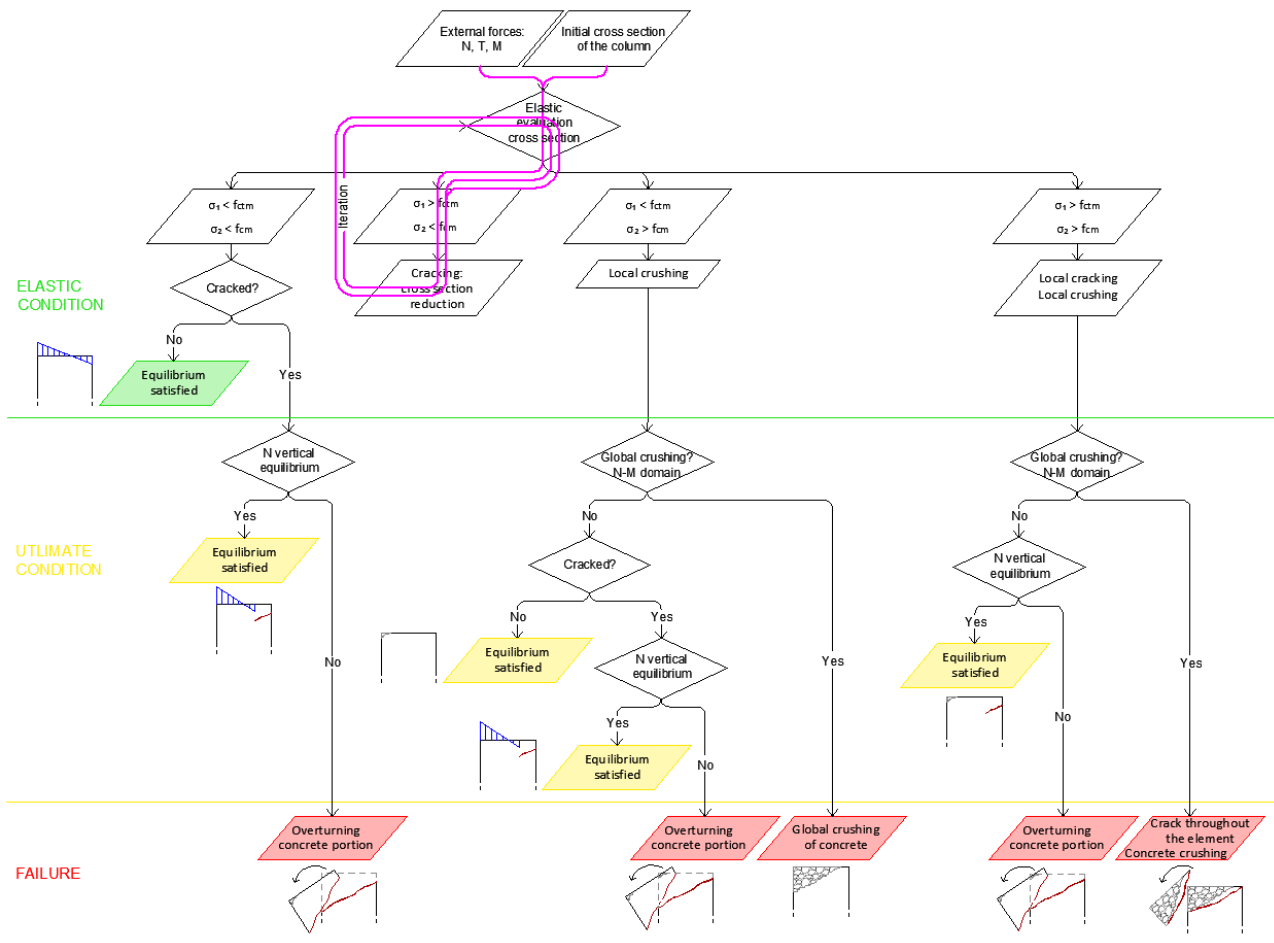 External forces:
N, T, M
Initial cross section
of the column
Elastic
evaluation
cross section
Iteration
σ₁ < fctm
σ₂ < fcm
σ₁ > fctm
σ₂ < fcm
σ₁ < fctm
σ₂ > fcm
σ₁ > fctm
σ₂ > fcm
Cracked?
Cracking:
cross section
reduction
Local crushing
Local cracking
Local crushing
ELASTIC
CONDITION
No
Yes
Equilibrium
satisfied
N vertical
equilibrium
Global crushing?
N-M domain
Global crushing?
N-M domain
Yes
No
No
UTLIMATE
CONDITION
Equilibrium
satisfied
Cracked?
N vertical
equilibrium
No
Yes
Yes
No
Equilibrium
satisfied
N vertical
equilibrium
Yes
Equilibrium
satisfied
Yes
No
Yes
Equilibrium
satisfied
No
Overturning
concrete portion
Overturning
concrete portion
Global crushing
of concrete
Overturning
concrete portion
Crack throughout
the element
Concrete crushing
FAILURE